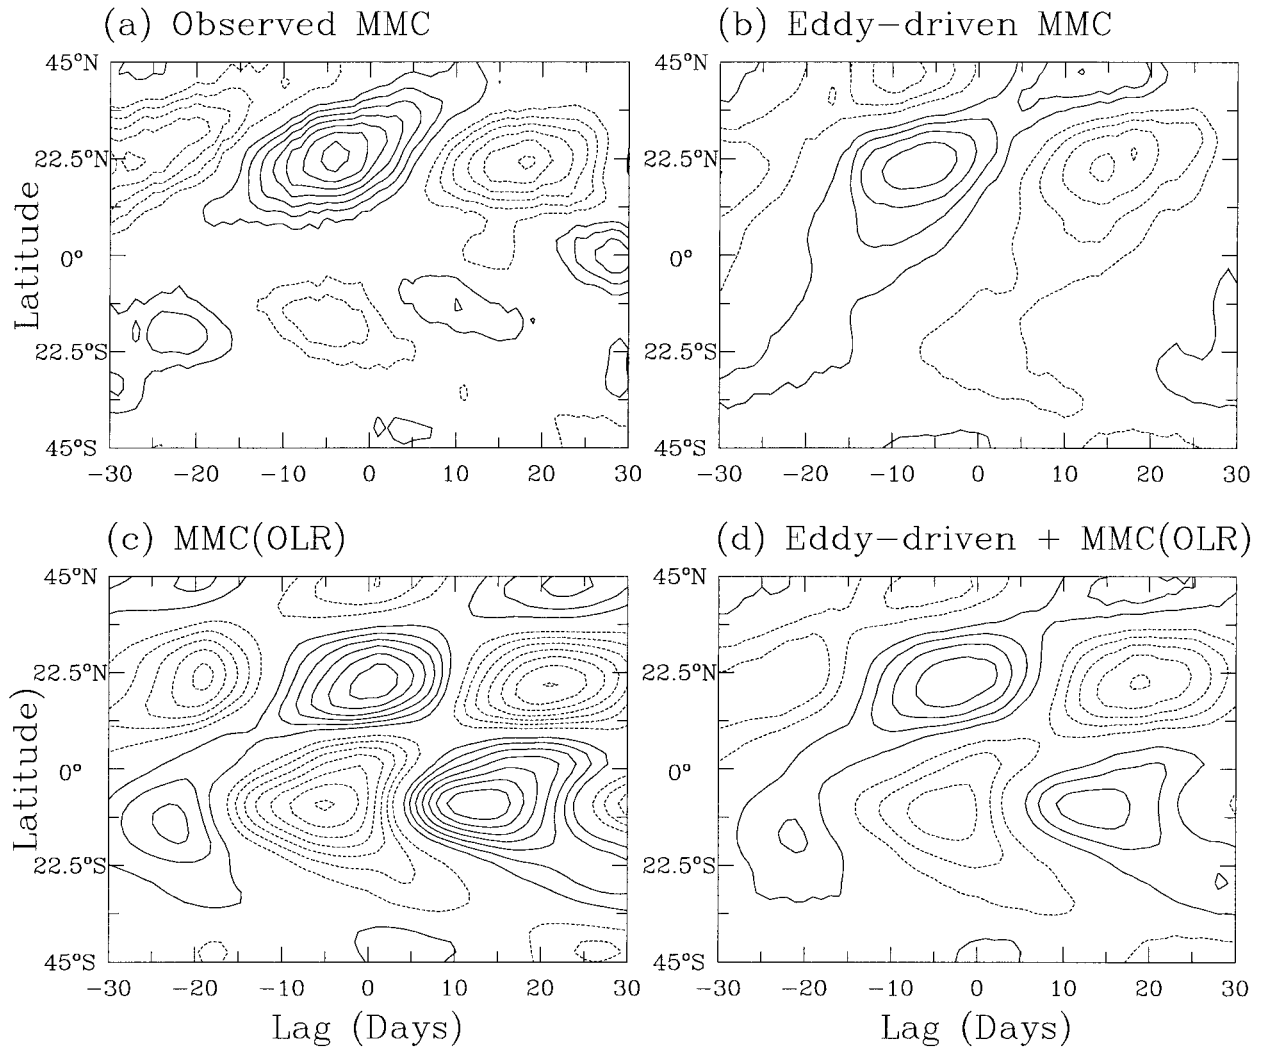 (a) Observed MMC
(b) Eddy-driven MMC
45°N
22.5°N
0°
22.5°S
45°S
Latitude
-30 -20 -10 0 10 20 30
45°N
22.5°N
0°
22.5°S
45°S
-30 -20 -10 0 10 20 30
(c) MMC(OLR)
(d) Eddy-driven + MMC(OLR)
45°N
22.5°N
0°
22.5°S
45°S
Latitude)
-30 -20 -10 0 10 20 30
Lag (Days)
45°N
22.5°N
0°
22.5°S
45°S
-30 -20 -10 0 10 20 30
Lag (Days)